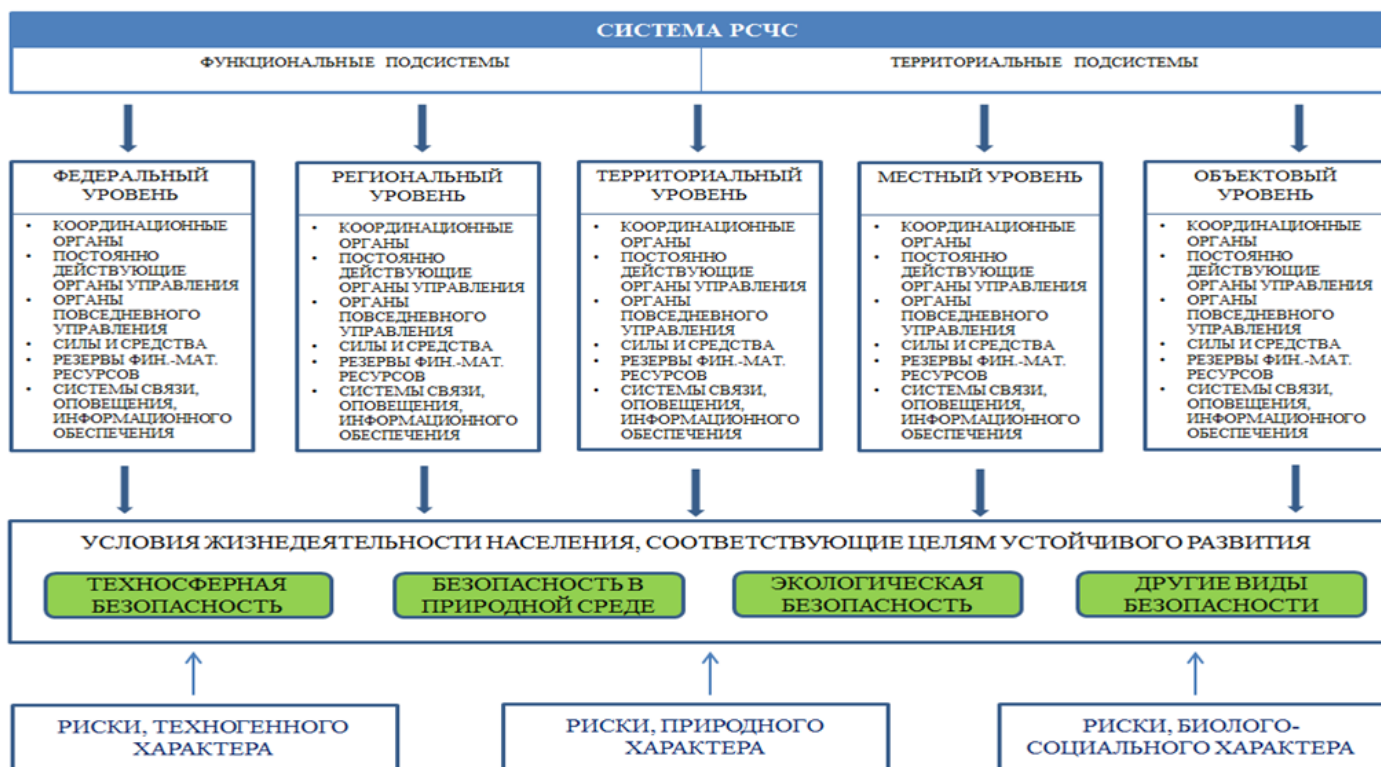 СИСТЕМА РСЧС
ФУНКЦИОНАЛЬНЫЕ ПОДСИСТЕМЫ
ТЕРРИТОРИАЛЬНЫЕ ПОДСИСТЕМЫ
ФЕДЕРАЛЬНЫЙ
УРОВЕНЬ
• КООРДИНАЦИОННЫЕ
ОРГАНЫ
• ПОСТОЯННО
ДЕЙСТВУЮЩИЕ
ОРГАНЫ УПРАВЛЕНИЯ
• ОРГАНЫ
ПОВСЕДНЕВНОГО
УПРАВЛЕНИЯ
• СИЛЫ И СРЕДСТВА
• РЕЗЕРВЫ ФИН.-МАТ.
РЕСУРСОВ
• СИСТЕМЫ СВЯЗИ,
ОПОВЕЩЕНИЯ,
ИНФОРМАЦИОННОГО
ОБЕСПЕЧЕНИЯ
РЕГИОНАЛЬНЫЙ
УРОВЕНЬ
• КООРДИНАЦИОННЫЕ
ОРГАНЫ
• ПОСТОЯННО
ДЕЙСТВУЮЩИЕ
ОРГАНЫ УПРАВЛЕНИЯ
• ОРГАНЫ
ПОВСЕДНЕВНОГО
УПРАВЛЕНИЯ
• СИЛЫ И СРЕДСТВА
• РЕЗЕРВЫ ФИН.-МАТ.
РЕСУРСОВ
• СИСТЕМЫ СВЯЗИ,
ОПОВЕЩЕНИЯ,
ИНФОРМАЦИОННОГО
ОБЕСПЕЧЕНИЯ
ТЕРРИТОРИАЛЬНЫЙ
УРОВЕНЬ
• КООРДИНАЦИОННЫЕ
ОРГАНЫ
• ПОСТОЯННО
ДЕЙСТВУЮЩИЕ
ОРГАНЫ УПРАВЛЕНИЯ
• ОРГАНЫ
ПОВСЕДНЕВНОГО
УПРАВЛЕНИЯ
• СИЛЫ И СРЕДСТВА
• РЕЗЕРВЫ ФИН.-МАТ.
РЕСУРСОВ
• СИСТЕМЫ СВЯЗИ,
ОПОВЕЩЕНИЯ,
ИНФОРМАЦИОННОГО
ОБЕСПЕЧЕНИЯ
МЕСТНЫЙ УРОВЕНЬ
• КООРДИНАЦИОННЫЕ
ОРГАНЫ
• ПОСТОЯННО
ДЕЙСТВУЮЩИЕ
ОРГАНЫ УПРАВЛЕНИЯ
• ОРГАНЫ
ПОВСЕДНЕВНОГО
УПРАВЛЕНИЯ
• СИЛЫ И СРЕДСТВА
• РЕЗЕРВЫ ФИН.-МАТ.
РЕСУРСОВ
• СИСТЕМЫ СВЯЗИ,
ОПОВЕЩЕНИЯ,
ИНФОРМАЦИОННОГО
ОБЕСПЕЧЕНИЯ
ОБЪЕКТОВЫЙ
УРОВЕНЬ
• КООРДИНАЦИОННЫЕ
ОРГАНЫ
• ПОСТОЯННО
ДЕЙСТВУЮЩИЕ
ОРГАНЫ УПРАВЛЕНИЯ
• ОРГАНЫ
ПОВСЕДНЕВНОГО
УПРАВЛЕНИЯ
• СИЛЫ И СРЕДСТВА
• РЕЗЕРВЫ ФИН.-МАТ.
РЕСУРСОВ
• СИСТЕМЫ СВЯЗИ,
ОПОВЕЩЕНИЯ,
ИНФОРМАЦИОННОГО
ОБЕСПЕЧЕНИЯ
УСЛОВИЯ ЖИЗНЕДЕЯТЕЛЬНОСТИ НАСЕЛЕНИЯ, СООТВЕТСТВУЮЩИЕ ЦЕЛЯМ УСТОЙЧИВОГО РАЗВИТИЯ
ТЕХНОСФЕРНАЯ
БЕЗОПАСНОСТЬ
БЕЗОПАСНОСТЬ В
ПРИРОДНОЙ СРЕДЕ
ЭКОЛОГИЧЕСКАЯ
БЕЗОПАСНОСТЬ
ДРУГИЕ ВИДЫ
БЕЗОПАСНОСТИ
РИСКИ, ТЕХНОГЕННОГО
ХАРАКТЕРА
РИСКИ, ПРИРОДНОГО
ХАРАКТЕРА
РИСКИ, БИОЛОГО-
СОЦИАЛЬНОГО ХАРАКТЕРА